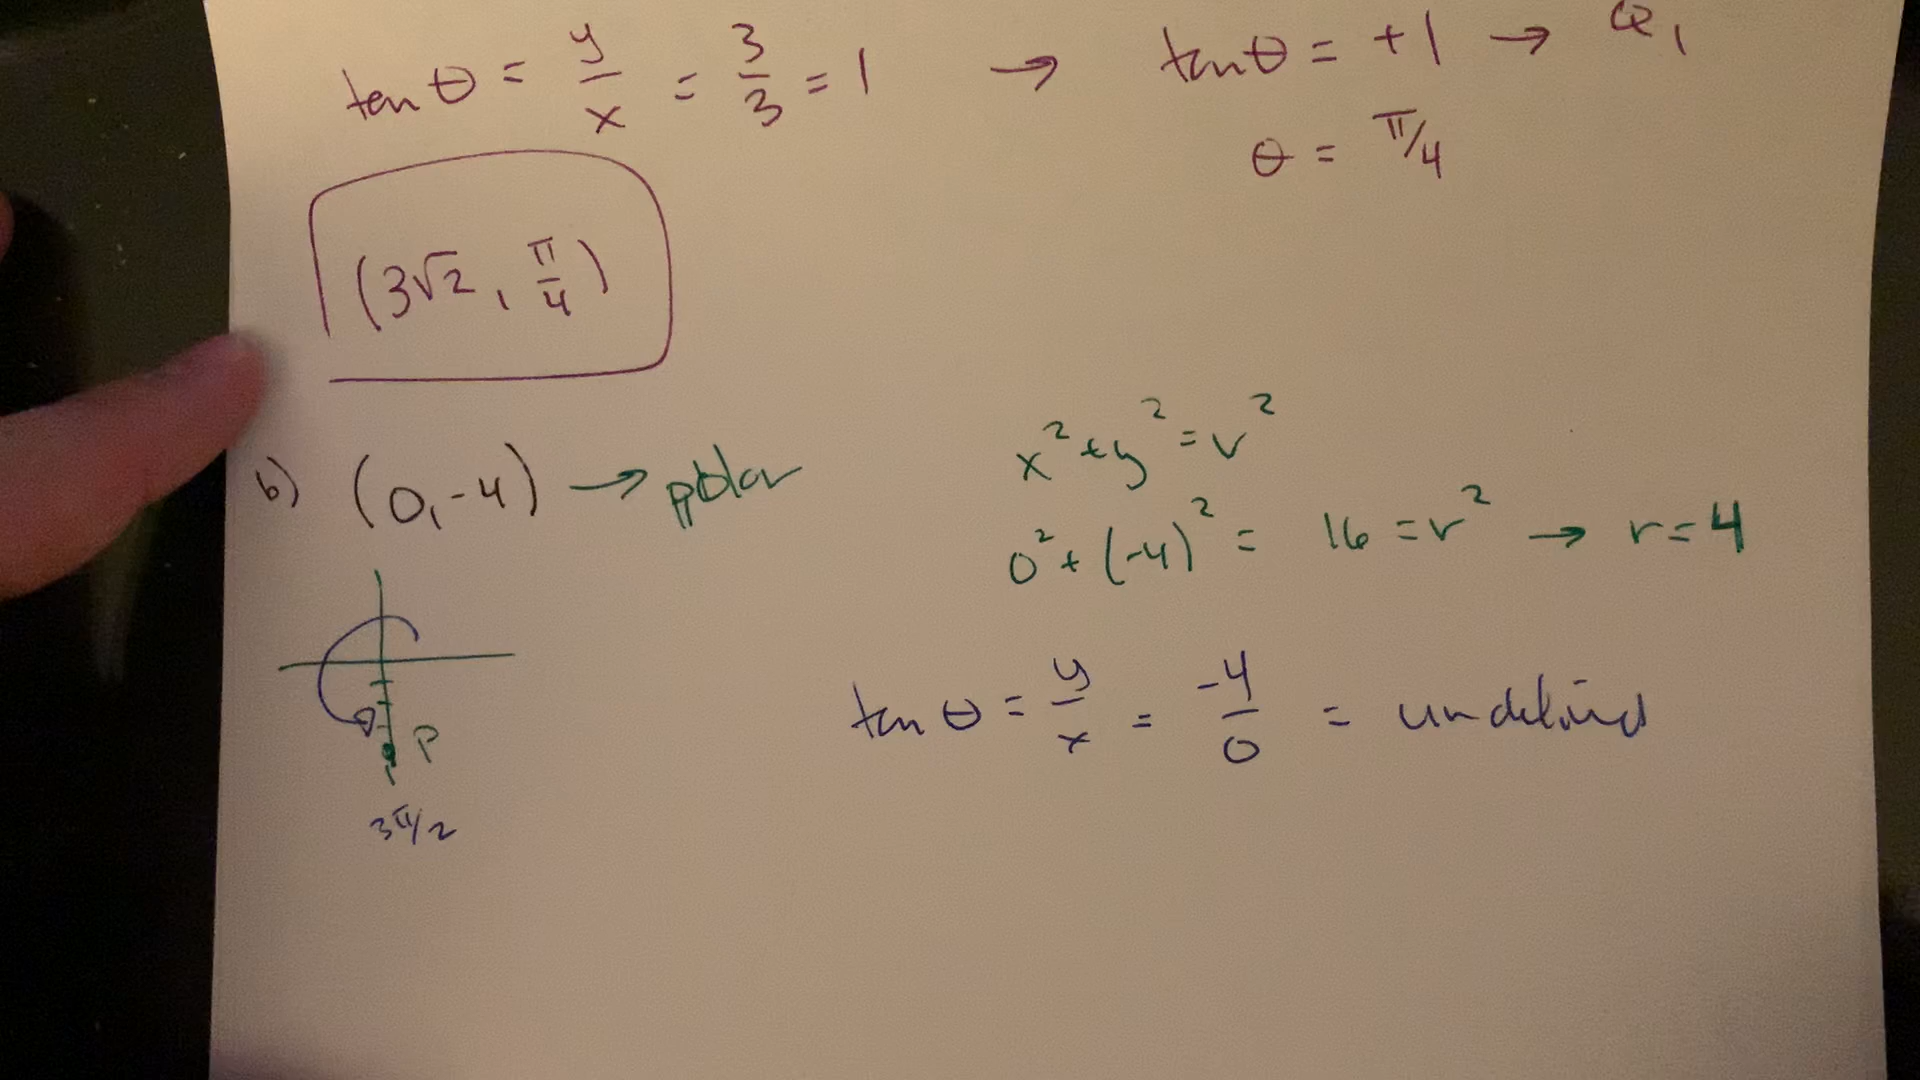 tan θ = y/x = 3/3 = 1 → tan θ = +1 → Q1
θ = π/4
(3√2, π/4)
x² + y² = r²
b) (0, -4) → polar
0² + (-4)² = 16 = r² → r = 4
tan θ = y/x = -4/0 = undefined
P
3π/2